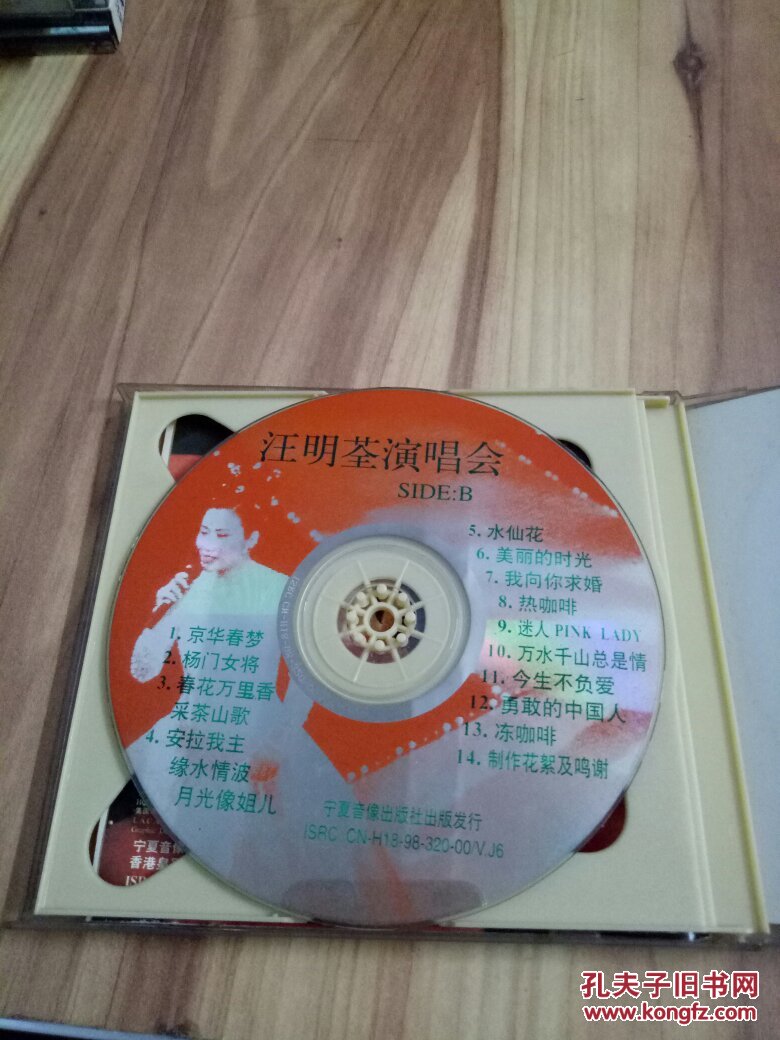 汪明荃演唱会
SIDE:B
1. 京华春梦
2. 杨门女将
3. 春花万里香
采茶山歌
4. 安拉我主
缘水情波
月光像姐儿
5. 水仙花
6. 美丽的时光
7. 我向你求婚
8. 热咖啡
9. 迷人 PINK LADY
10. 万水千山总是情
11. 今生不负爱
12. 勇敢的中国人
13. 冻咖啡
14. 制作花絮及鸣谢
宁夏音像出版社出版发行
ISRC: CN-H18-98-320-00/V.J6
宁夏音像
香港
孔夫子旧书网
www.kongfz.com